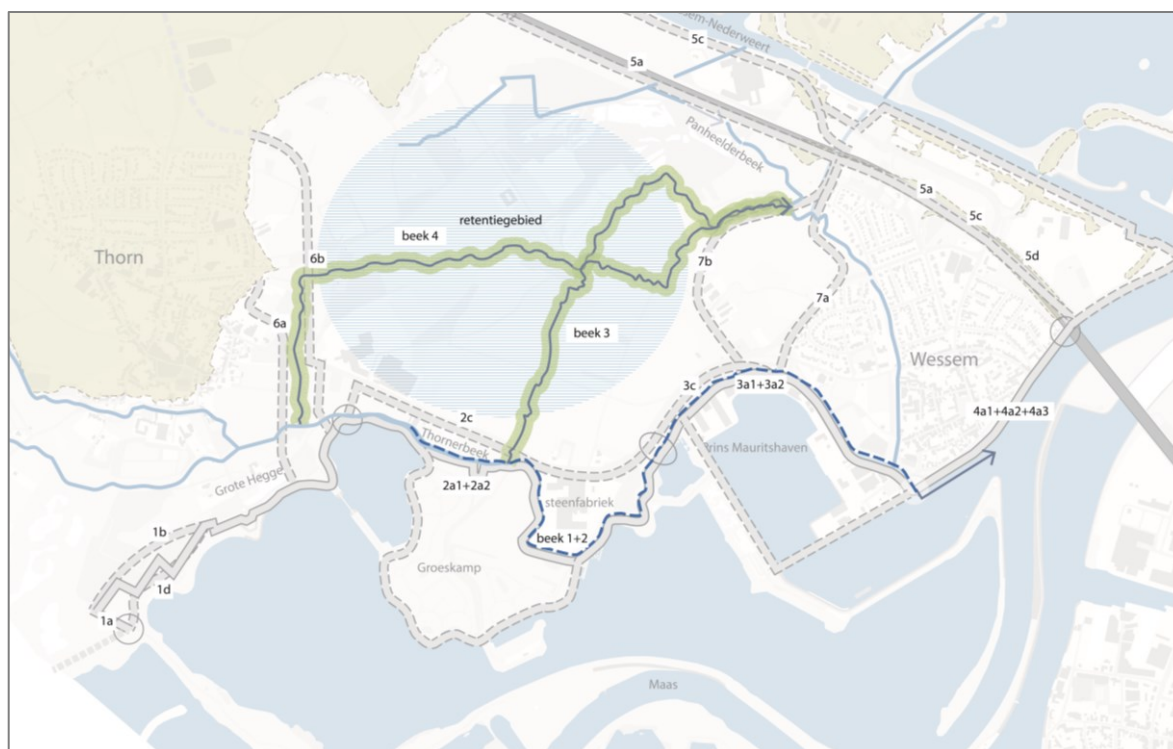 5c
Wessem-Nederweert
5a
Panheelderbeek
retentiegebied
beek 4
Thorn
6b
7b
5a
5c
5d
6a
7a
beek 3
Wessem
3c
3a1+3a2
4a1+4a2+4a3
2c
Thornerbeek
Prins Mauritshaven
Grote Hegge
2a1+2a2
steenfabriek
1b
beek 1+2
Groeskamp
1d
1a
Maas